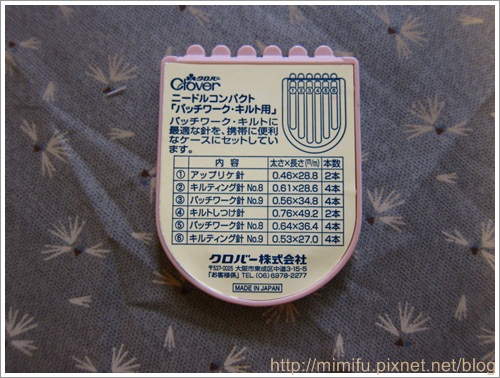 クロバー
Clover
ニードルコンパクト
「パッチワーク・キルト用」
①②③④⑤⑥
パッチワーク・キルトに
最適な針を、携帯に便利
なケースにセットしてい
ます。
内容 太さ×長さ(m/m) 本数
① アップリケ針 0.46×28.8 2本
② キルティング針 No.8 0.61×28.6 4本
③ パッチワーク針 No.9 0.56×34.8 4本
④ キルトしつけ針 0.76×49.2 2本
⑤ パッチワーク針 No.8 0.64×36.4 4本
⑥ キルティング針 No.9 0.53×27.0 4本
クロバー株式会社
〒537-0025 大阪市東成区中道3-15-5
「お客様係」TEL.(06)6978-2277
MADE IN JAPAN
http://mimifu.pixnet.net/blog